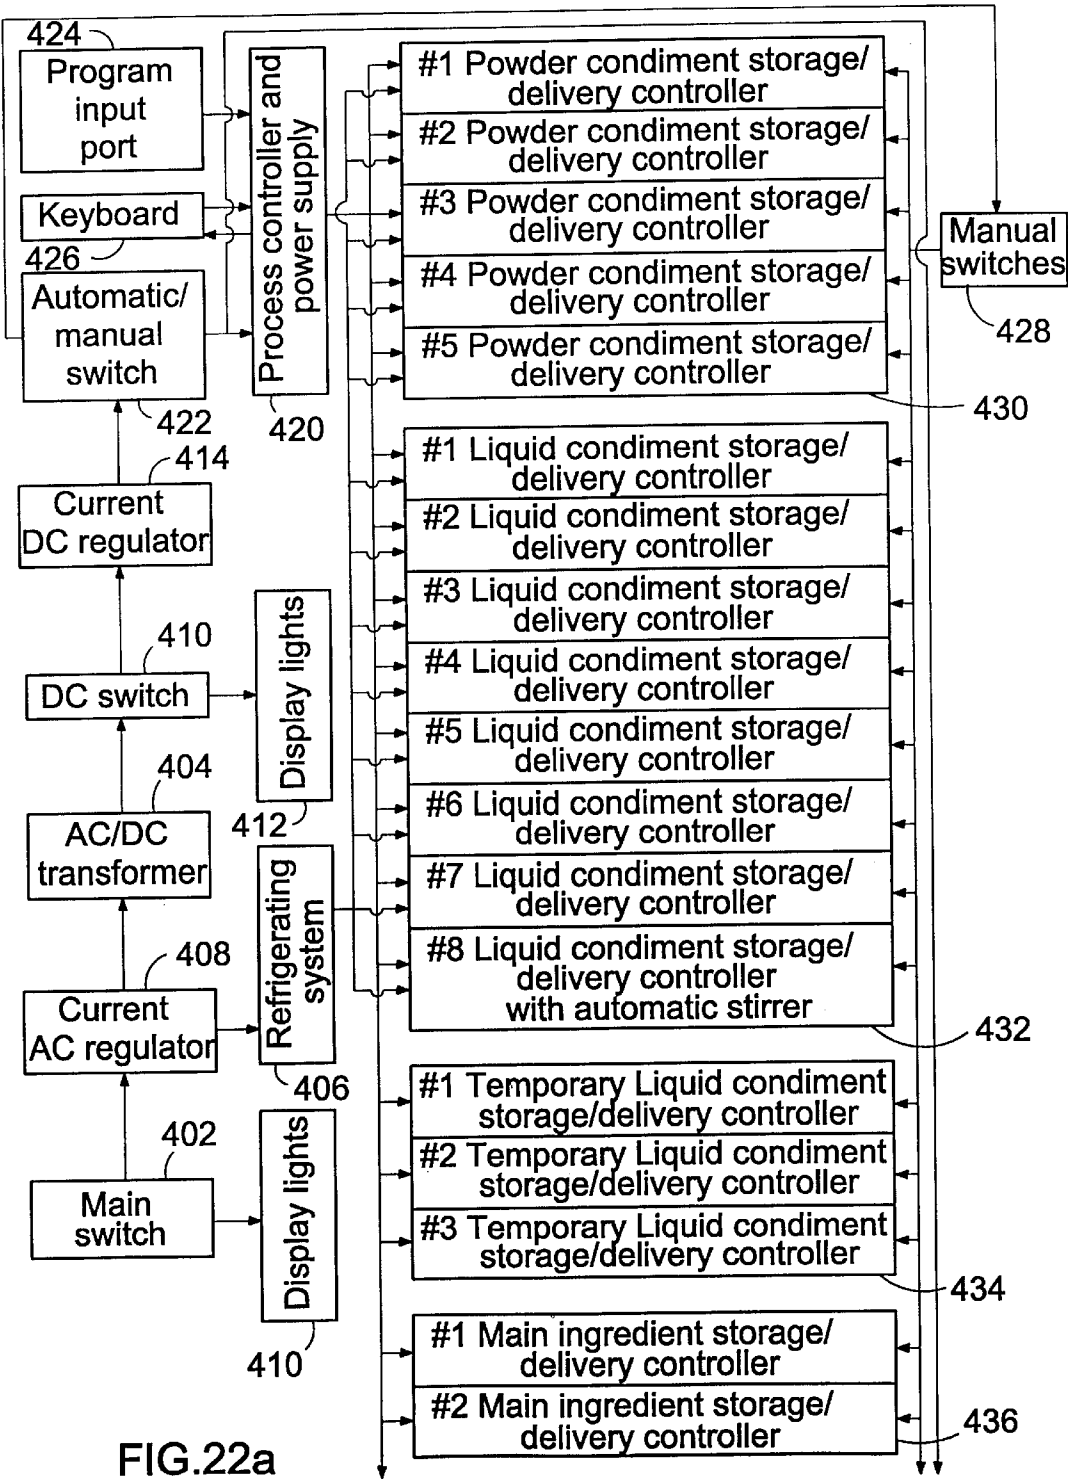 424
Program
input
port
Keyboard
426
Automatic/
manual
switch
422
414
Current
DC regulator
410
DC switch
404
AC/DC
transformer
408
Current
AC regulator
402
Main
switch
Process controller and
power supply
420
Display lights
412
Refrigerating
system
406
Display lights
410
#1 Powder condiment storage/
delivery controller
#2 Powder condiment storage/
delivery controller
#3 Powder condiment storage/
delivery controller
#4 Powder condiment storage/
delivery controller
#5 Powder condiment storage/
delivery controller
430
#1 Liquid condiment storage/
delivery controller
#2 Liquid condiment storage/
delivery controller
#3 Liquid condiment storage/
delivery controller
#4 Liquid condiment storage/
delivery controller
#5 Liquid condiment storage/
delivery controller
#6 Liquid condiment storage/
delivery controller
#7 Liquid condiment storage/
delivery controller
#8 Liquid condiment storage/
delivery controller
with automatic stirrer
432
#1 Temporary Liquid condiment
storage/delivery controller
#2 Temporary Liquid condiment
storage/delivery controller
#3 Temporary Liquid condiment
storage/delivery controller
434
#1 Main ingredient storage/
delivery controller
#2 Main ingredient storage/
delivery controller
436
Manual
switches
428
FIG.22a